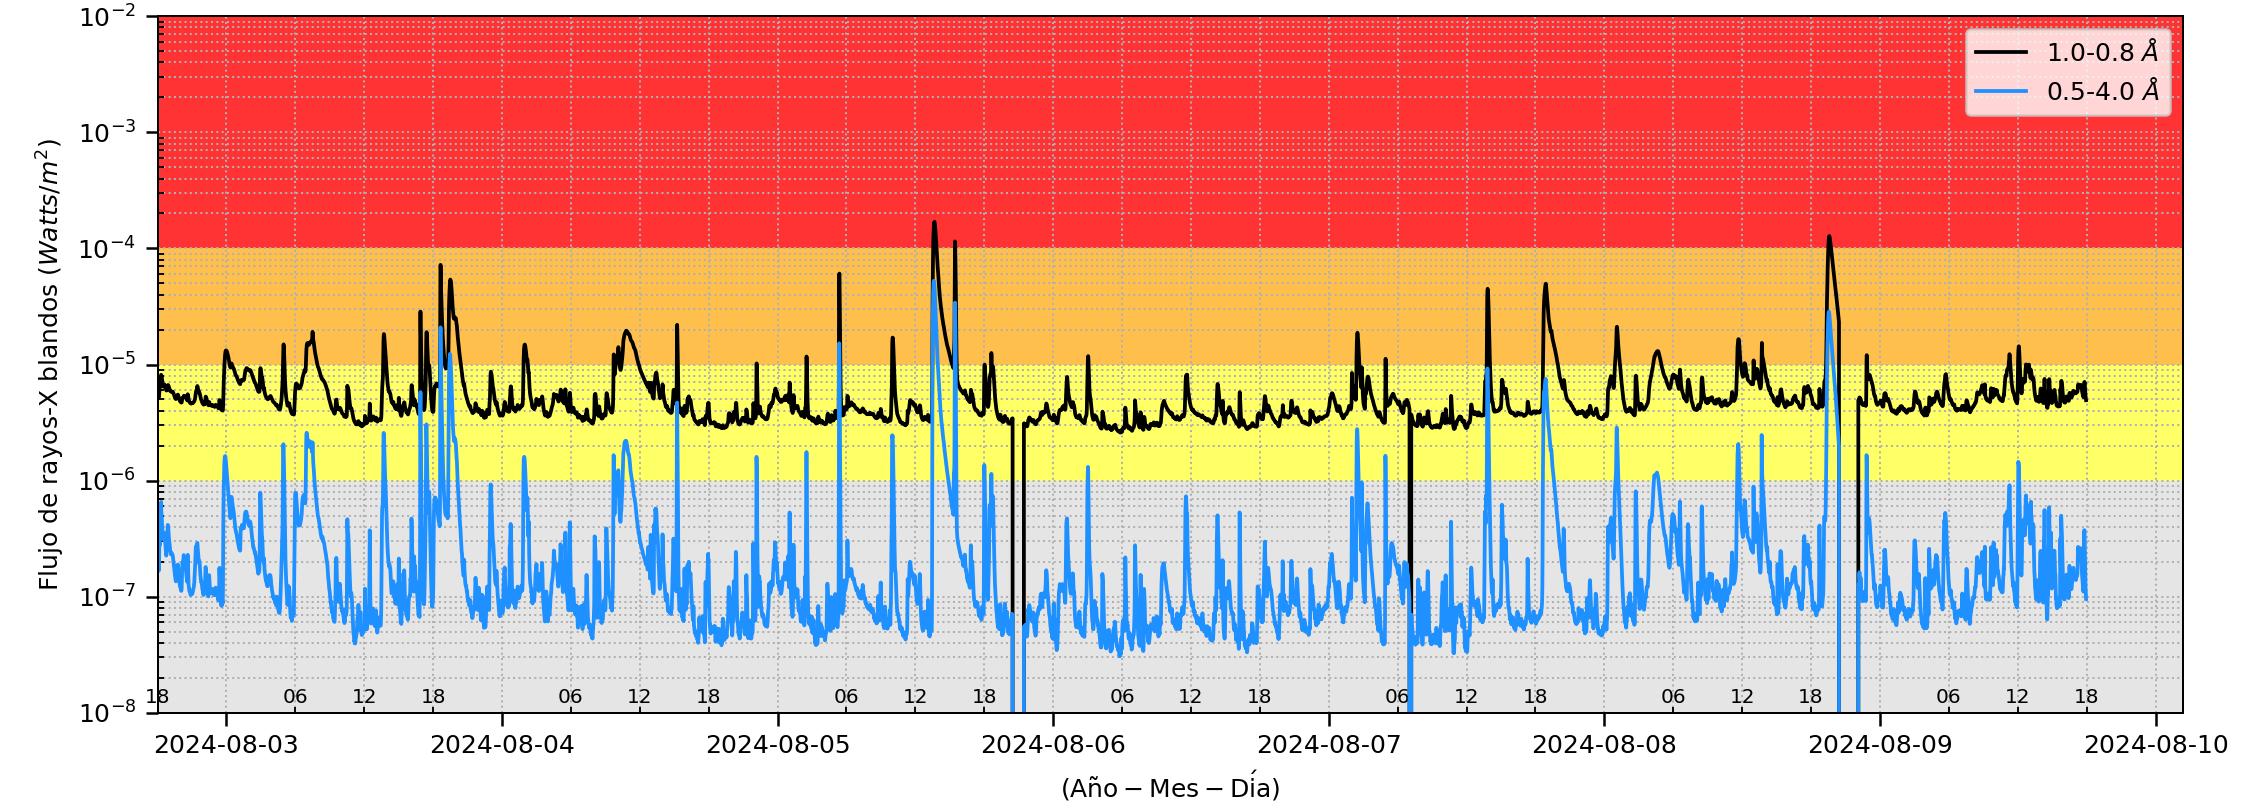 10⁻²
10⁻³
10⁻⁴
10⁻⁵
10⁻⁶
10⁻⁷
10⁻⁸
Flujo de rayos-X blandos (Watts/m²)
1.0-0.8 Å
0.5-4.0 Å
18 06 12 18 06 12 18 06 12 18 06 12 18 06 12 18 06 12 18 06 12 18
2024-08-03 2024-08-04 2024-08-05 2024-08-06 2024-08-07 2024-08-08 2024-08-09 2024-08-10
(Año − Mes − Día)